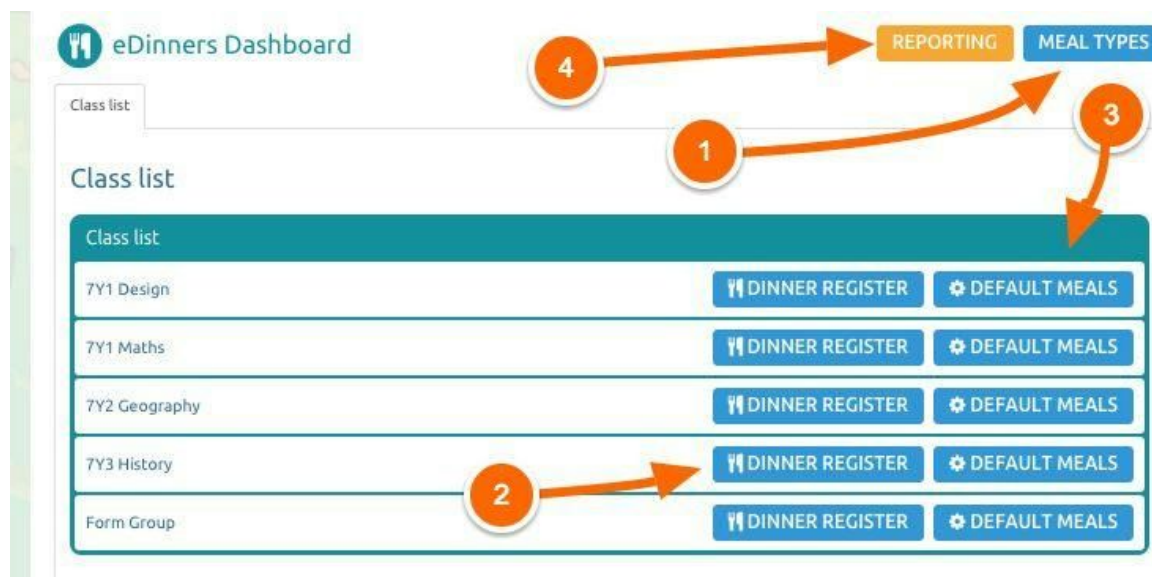 eDinners Dashboard
4
REPORTING
MEAL TYPES
Class list
1
3
Class list
Class list
7Y1 Design DINNER REGISTER DEFAULT MEALS
7Y1 Maths DINNER REGISTER DEFAULT MEALS
7Y2 Geography DINNER REGISTER DEFAULT MEALS
7Y3 History DINNER REGISTER DEFAULT MEALS
2
Form Group DINNER REGISTER DEFAULT MEALS